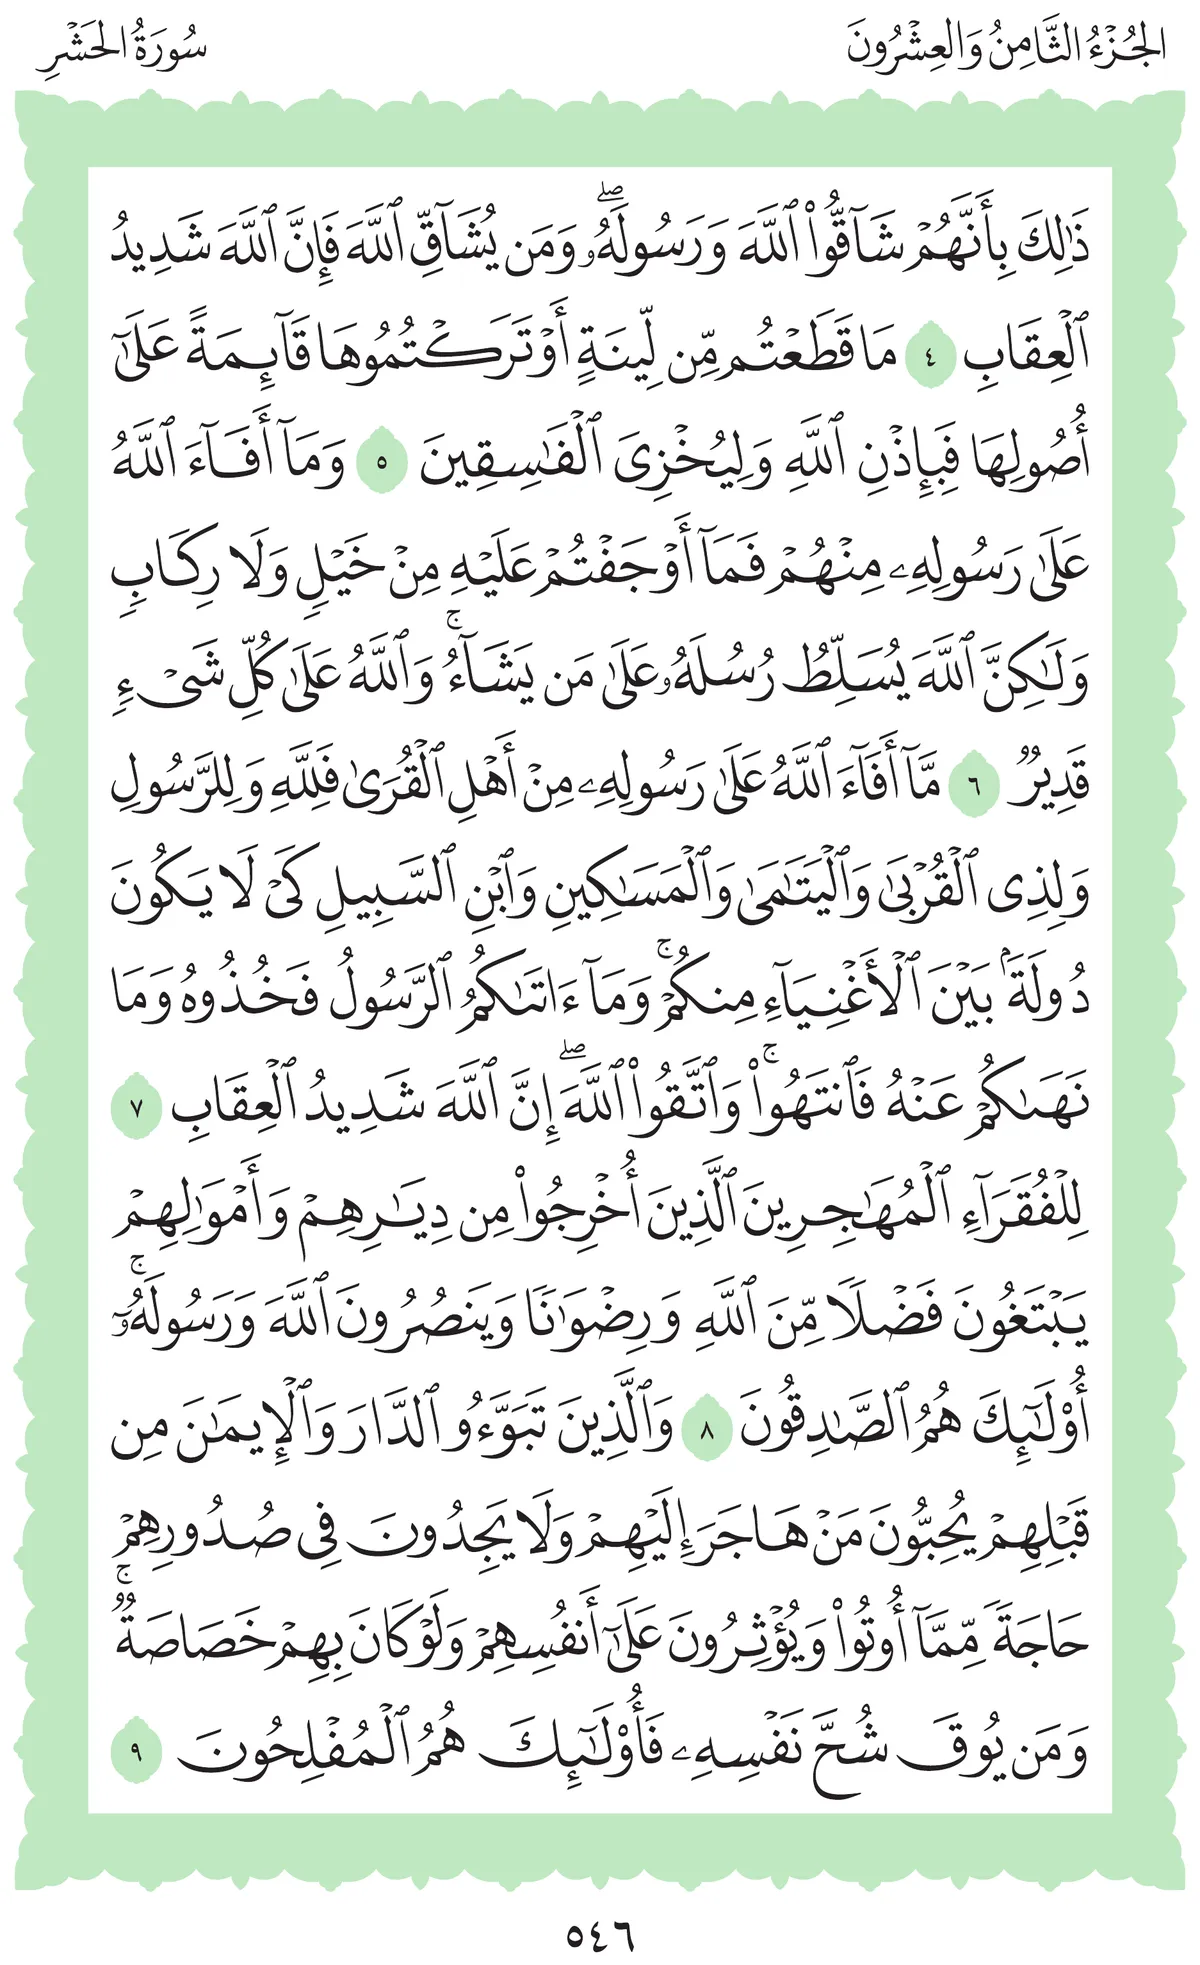 الجُزْءُ الثَّامِنُ وَالعِشْرُونَ
سُورَةُ الحَشْرِ
ذَٰلِكَ بِأَنَّهُمۡ شَآقُّواْ ٱللَّهَ وَرَسُولَهُۥۖ وَمَن يُشَآقِّ ٱللَّهَ فَإِنَّ ٱللَّهَ شَدِيدُ
ٱلۡعِقَابِ ٤ مَا قَطَعۡتُم مِّن لِّينَةٍ أَوۡ تَرَكۡتُمُوهَا قَآئِمَةً عَلَىٰٓ
أُصُولِهَا فَبِإِذۡنِ ٱللَّهِ وَلِيُخۡزِيَ ٱلۡفَٰسِقِينَ ٥ وَمَآ أَفَآءَ ٱللَّهُ
عَلَىٰ رَسُولِهِۦ مِنۡهُمۡ فَمَآ أَوۡجَفۡتُمۡ عَلَيۡهِ مِنۡ خَيۡلٖ وَلَا رِكَابٖ
وَلَٰكِنَّ ٱللَّهَ يُسَلِّطُ رُسُلَهُۥ عَلَىٰ مَن يَشَآءُۚ وَٱللَّهُ عَلَىٰ كُلِّ شَيۡءٖ
قَدِيرٞ ٦ مَّآ أَفَآءَ ٱللَّهُ عَلَىٰ رَسُولِهِۦ مِنۡ أَهۡلِ ٱلۡقُرَىٰ فَلِلَّهِ وَلِلرَّسُولِ
وَلِذِي ٱلۡقُرۡبَىٰ وَٱلۡيَتَٰمَىٰ وَٱلۡمَسَٰكِينِ وَٱبۡنِ ٱلسَّبِيلِ كَيۡ لَا يَكُونَ
دُولَةَۢ بَيۡنَ ٱلۡأَغۡنِيَآءِ مِنكُمۡۚ وَمَآ ءَاتَىٰكُمُ ٱلرَّسُولُ فَخُذُوهُ وَمَا
نَهَىٰكُمۡ عَنۡهُ فَٱنتَهُواْۚ وَٱتَّقُواْ ٱللَّهَۖ إِنَّ ٱللَّهَ شَدِيدُ ٱلۡعِقَابِ ٧
لِلۡفُقَرَآءِ ٱلۡمُهَٰجِرِينَ ٱلَّذِينَ أُخۡرِجُواْ مِن دِيَٰرِهِمۡ وَأَمۡوَٰلِهِمۡ
يَبۡتَغُونَ فَضۡلٗا مِّنَ ٱللَّهِ وَرِضۡوَٰنٗا وَيَنصُرُونَ ٱللَّهَ وَرَسُولَهُۥٓۚ
أُوْلَٰٓئِكَ هُمُ ٱلصَّٰدِقُونَ ٨ وَٱلَّذِينَ تَبَوَّءُو ٱلدَّارَ وَٱلۡإِيمَٰنَ مِن
قَبۡلِهِمۡ يُحِبُّونَ مَنۡ هَاجَرَ إِلَيۡهِمۡ وَلَا يَجِدُونَ فِي صُدُورِهِمۡ
حَاجَةٗ مِّمَّآ أُوتُواْ وَيُؤۡثِرُونَ عَلَىٰٓ أَنفُسِهِمۡ وَلَوۡ كَانَ بِهِمۡ خَصَاصَةٞۚ
وَمَن يُوقَ شُحَّ نَفۡسِهِۦ فَأُوْلَٰٓئِكَ هُمُ ٱلۡمُفۡلِحُونَ ٩
٥٤٦